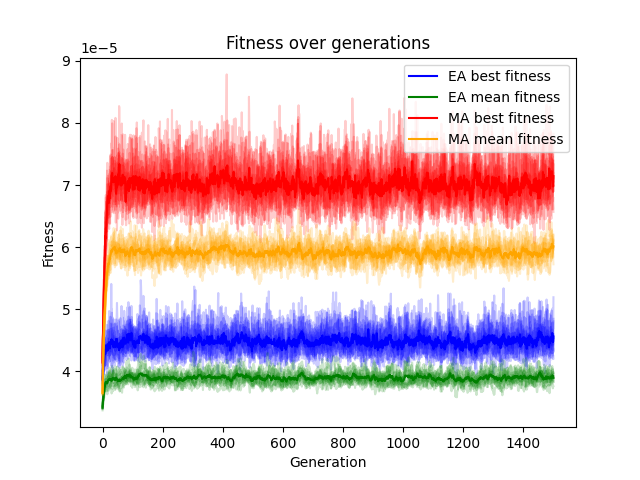 Fitness over generations
1e−5
9
8
7
6
5
4
Fitness
0
200
400
600
800
1000
1200
1400
Generation
EA best fitness
EA mean fitness
MA best fitness
MA mean fitness